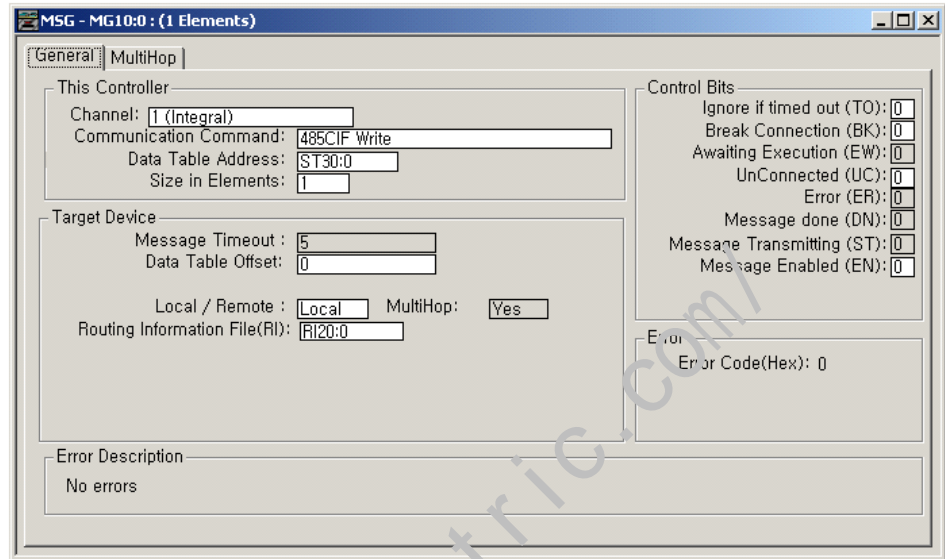 MSG - MG10:0 : (1 Elements)
General MultiHop
This Controller
Channel: 1 (Integral)
Communication Command: 485CIF Write
Data Table Address: ST30:0
Size in Elements: 1
Target Device
Message Timeout : 5
Data Table Offset: 0
Local / Remote : Local MultiHop: Yes
Routing Information File(RI): RI20:0
Control Bits
Ignore if timed out (TO): 0
Break Connection (BK): 0
Awaiting Execution (EW): 0
UnConnected (UC): 0
Error (ER): 0
Message done (DN): 0
Message Transmitting (ST): 0
Message Enabled (EN): 0
Error
Error Code(Hex): 0
Error Description
No errors
tric.com/